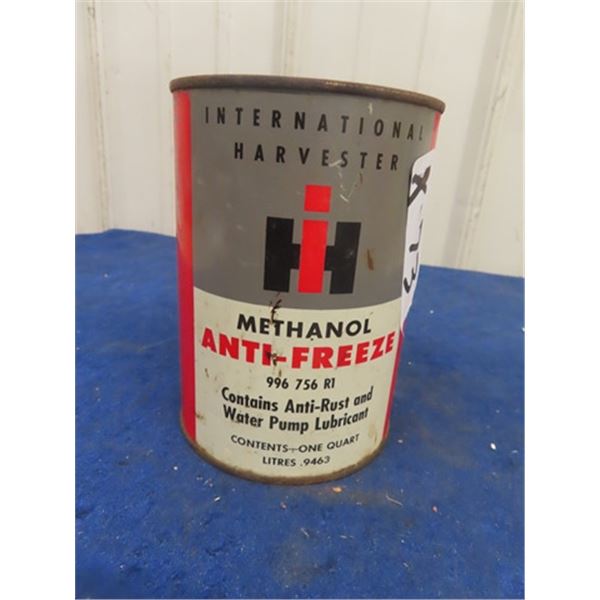 INTERNATIONAL
HARVESTER
IH
METHANOL
ANTI-FREEZE
996 756 R1
Contains Anti-Rust and
Water Pump Lubricant
CONTENTS-ONE QUART
LITRES .9463